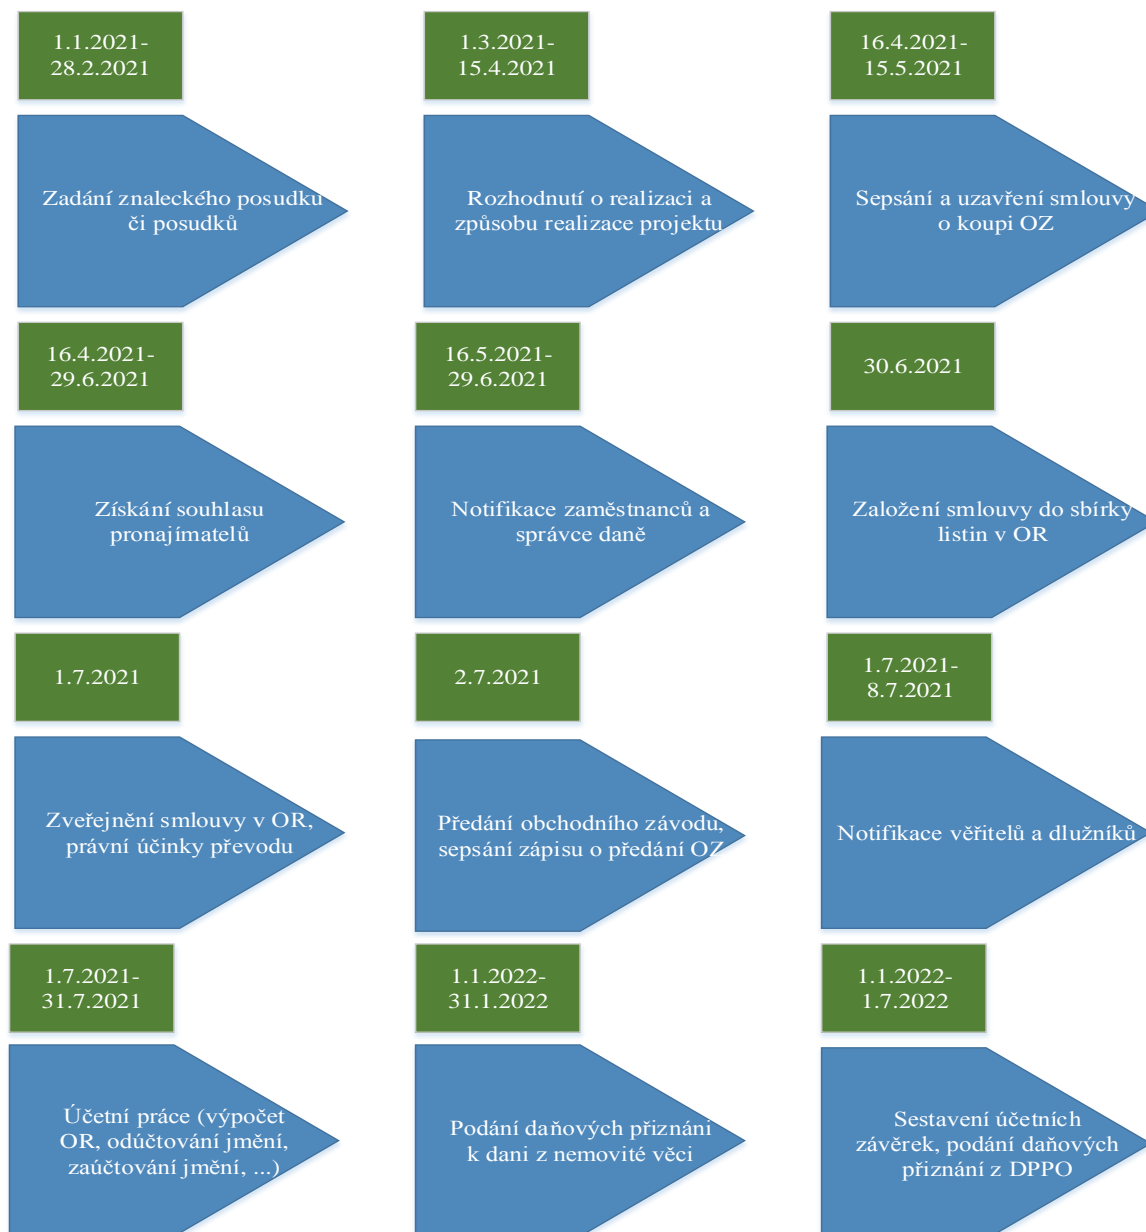 1.1.2021-
28.2.2021
1.3.2021-
15.4.2021
16.4.2021-
15.5.2021
Zadání znaleckého posudku
či posudků
Rozhodnutí o realizaci a
způsobu realizace projektu
Sepsání a uzavření smlouvy
o koupi OZ
16.4.2021-
29.6.2021
16.5.2021-
29.6.2021
30.6.2021
Získání souhlasu
pronajímatelů
Notifikace zaměstnanců a
správce daně
Založení smlouvy do sbírky
listin v OR
1.7.2021
2.7.2021
1.7.2021-
8.7.2021
Zveřejnění smlouvy v OR,
právní účinky převodu
Předání obchodního závodu,
sepsání zápisu o předání OZ
Notifikace věřitelů a dlužníků
1.7.2021-
31.7.2021
1.1.2022-
31.1.2022
1.1.2022-
1.7.2022
Účetní práce (výpočet
OR, odúčtování jmění,
zaúčtování jmění, ...)
Podání daňových přiznáni
k dani z nemovité věci
Sestavení účetních
závěrek, podání daňových
přiznání z DPPO